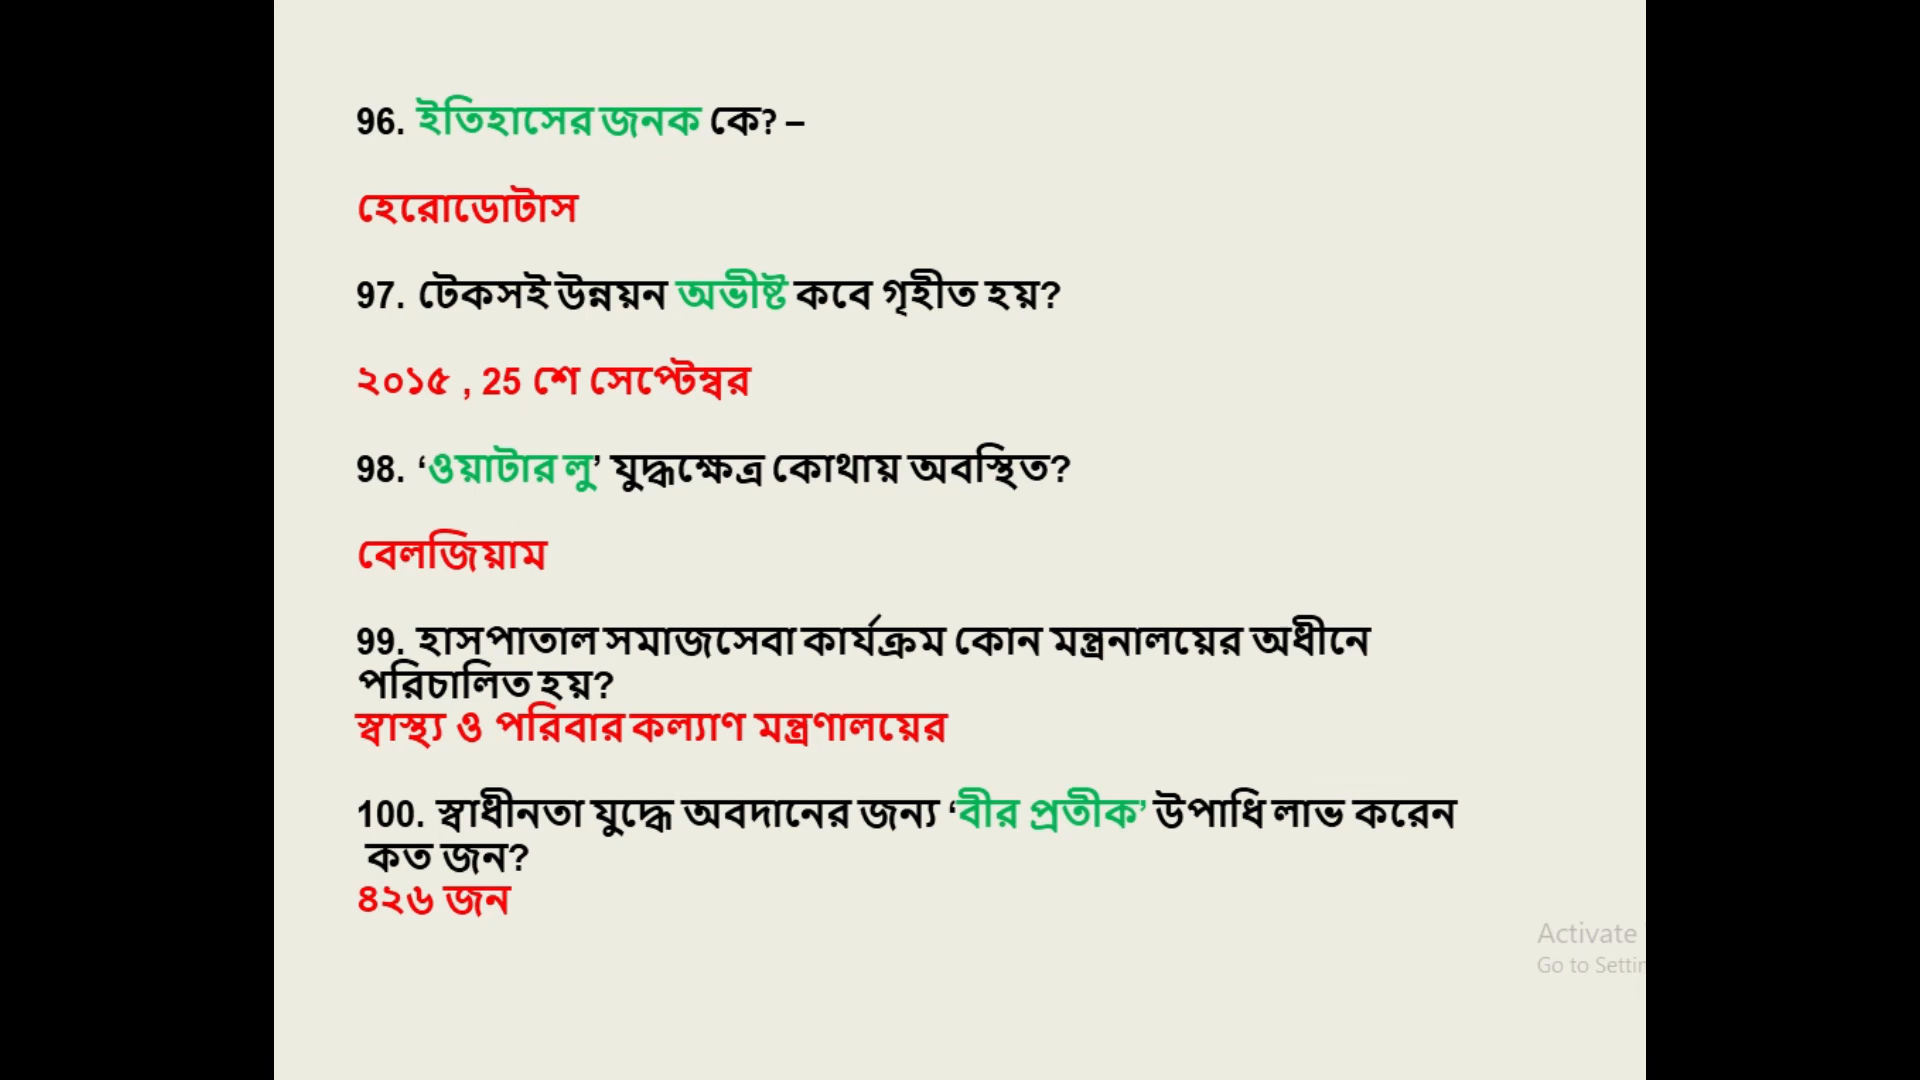 96. ইতিহাসের জনক কে? –
হেরোডোটাস
97. টেকসই উন্নয়ন অভীষ্ট কবে গৃহীত হয়?
২০১৫ , 25 শে সেপ্টেম্বর
98. ‘ওয়াটার লু’ যুদ্ধক্ষেত্র কোথায় অবস্থিত?
বেলজিয়াম
99. হাসপাতাল সমাজসেবা কার্যক্রম কোন মন্ত্রনালয়ের অধীনে
পরিচালিত হয়?
স্বাস্থ্য ও পরিবার কল্যাণ মন্ত্রণালয়ের
100. স্বাধীনতা যুদ্ধে অবদানের জন্য ‘বীর প্রতীক’ উপাধি লাভ করেন
কত জন?
৪২৬ জন
Activate
Go to Settin